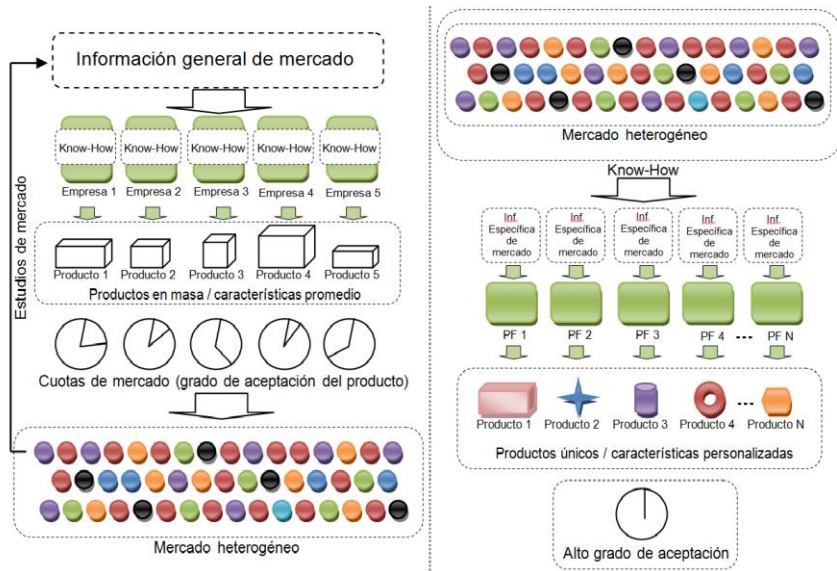 Información general de mercado
Know-How Know-How Know-How Know-How Know-How
Empresa 1 Empresa 2 Empresa 3 Empresa 4 Empresa 5
Producto 1 Producto 2 Producto 3 Producto 4 Producto 5
Productos en masa / características promedio
Cuotas de mercado (grado de aceptación del producto)
Mercado heterogéneo
Estudios de mercado
Mercado heterogéneo
Know-How
Inf. Inf. Inf. Inf. Inf.
Específica Específica Específica Específica Específica
de de de de de
mercado mercado mercado mercado mercado
PF 1 PF 2 PF 3 PF 4 PF N
Producto 1 Producto 2 Producto 3 Producto 4 Producto N
Productos únicos / características personalizadas
Alto grado de aceptación